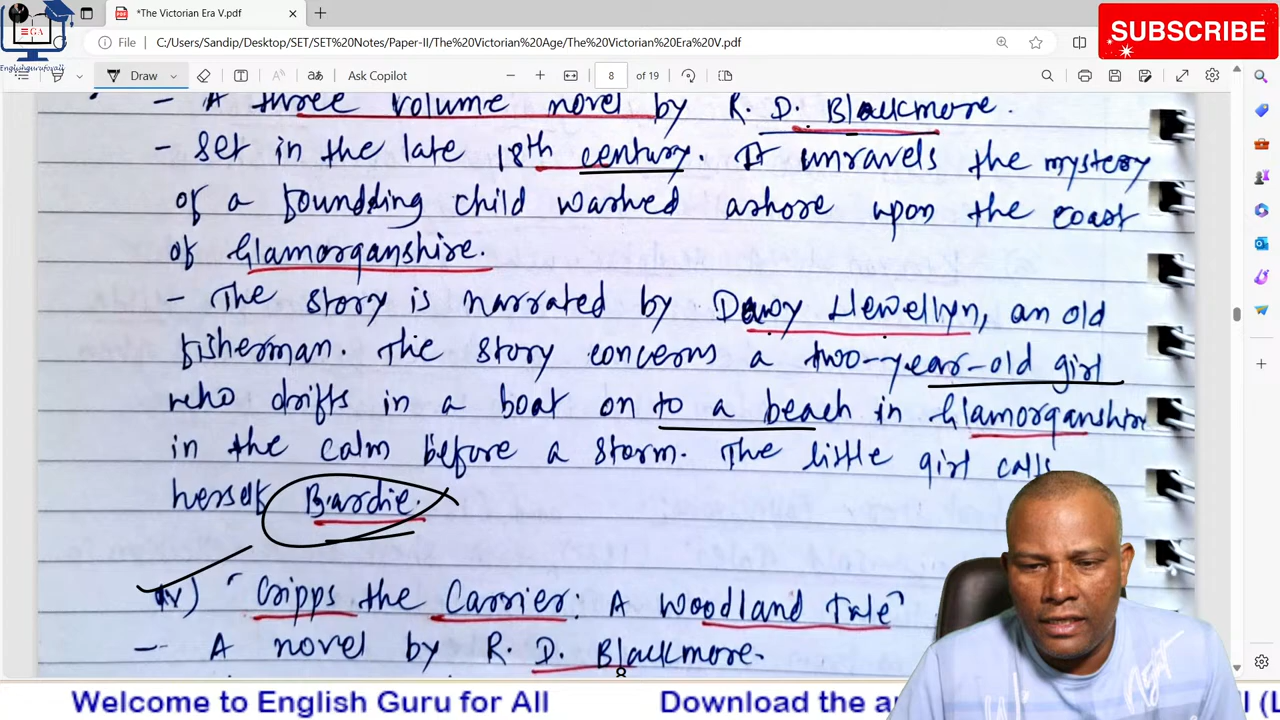 *The Victorian Era V.pdf
SUBSCRIBE
EGA
Englishguruforall
File
C:/Users/Sandip/Desktop/SET/SET%20Notes/Paper-II/The%20Victorian%20Age/The%20Victorian%20Era%20V.pdf
Draw
Ask Copilot
8 of 19
- A three volume novel by R. D. Blackmore.
- Set in the late 18th century. It unravels the mystery
of a foundling child washed ashore upon the coast
of Glamorganshire.
- The story is narrated by Davy Llewellyn, an old
fisherman. The story concerns a two-year-old girl
who drifts in a boat on to a beach in Glamorganshire
in the calm before a storm. The little girl calls
herself Bardie.
iv) "Cripps the Carrier: A Woodland Tale"
- A novel by R. D. Blackmore.
8
Welcome to English Guru for All
Download the